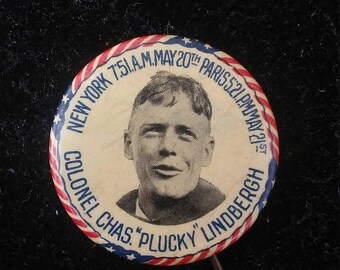 NEW YORK 7:51.A.M.MAY 20TH PARIS.5.21.P.M.MAY 21ST
COLONEL CHAS. "PLUCKY" LINDBERGH